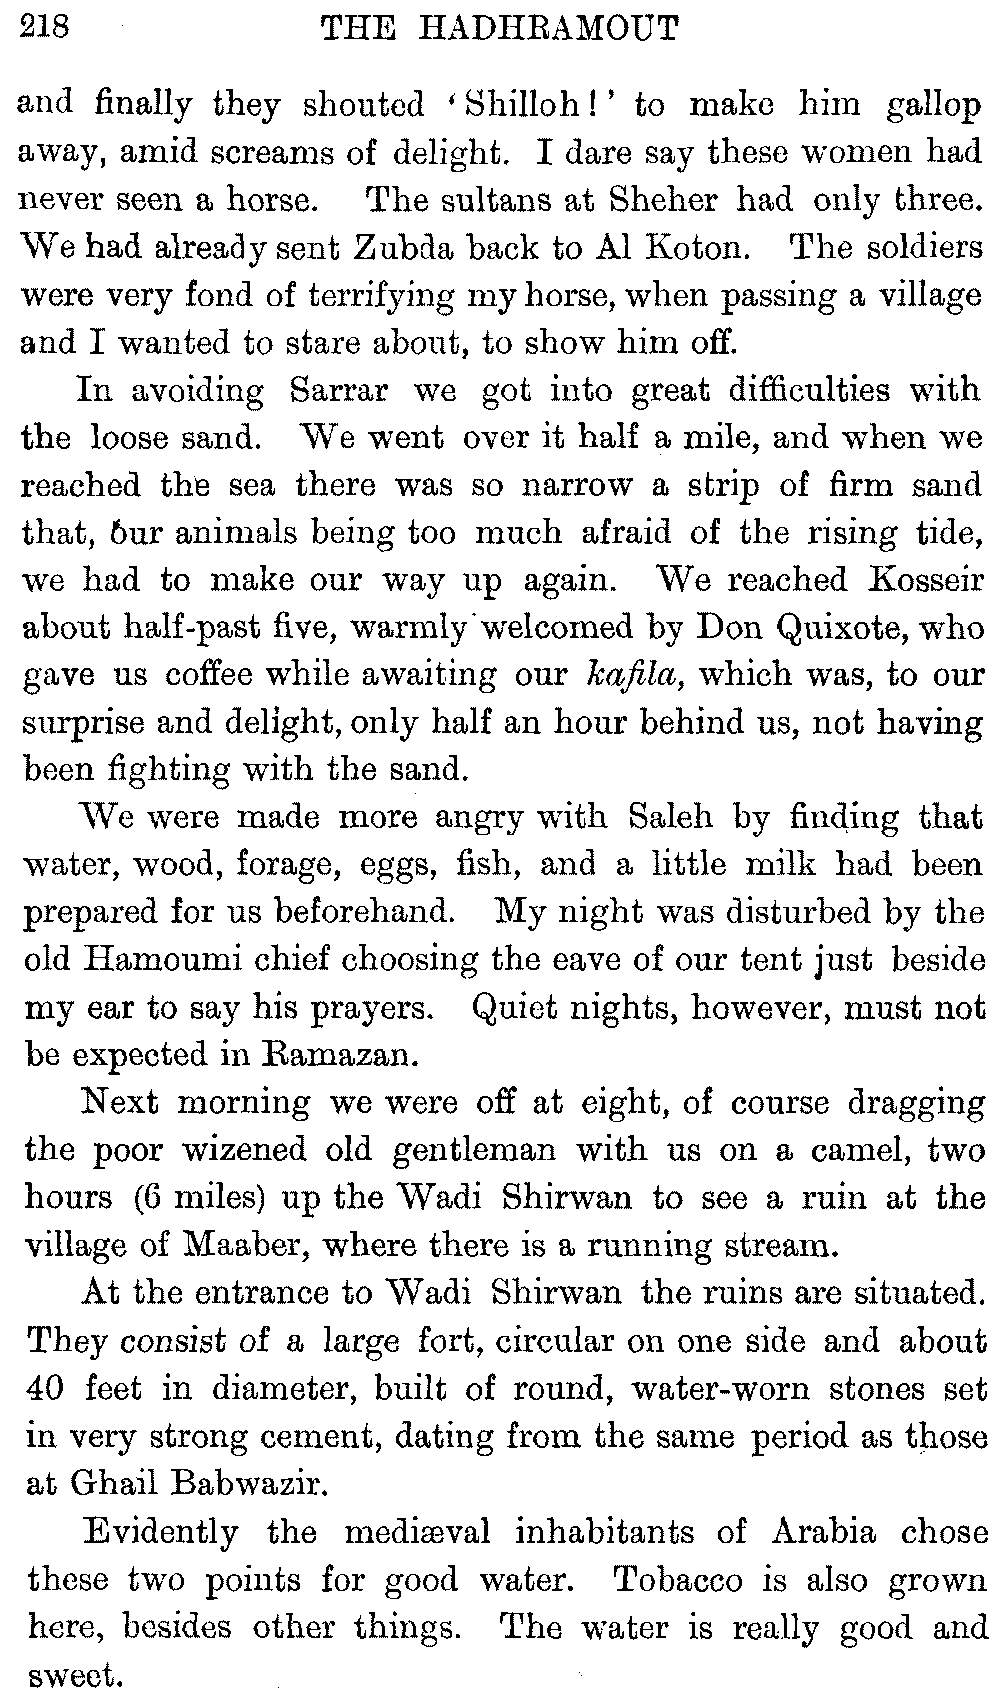 218 THE HADHRAMOUT
and finally they shouted ‘Shilloh!’ to make him gallop
away, amid screams of delight. I dare say these women had
never seen a horse. The sultans at Sheher had only three.
We had already sent Zubda back to Al Koton. The soldiers
were very fond of terrifying my horse, when passing a village
and I wanted to stare about, to show him off.
In avoiding Sarrar we got into great difficulties with
the loose sand. We went over it half a mile, and when we
reached the sea there was so narrow a strip of firm sand
that, our animals being too much afraid of the rising tide,
we had to make our way up again. We reached Kosseir
about half-past five, warmly welcomed by Don Quixote, who
gave us coffee while awaiting our kafila, which was, to our
surprise and delight, only half an hour behind us, not having
been fighting with the sand.
We were made more angry with Saleh by finding that
water, wood, forage, eggs, fish, and a little milk had been
prepared for us beforehand. My night was disturbed by the
old Hamoumi chief choosing the eave of our tent just beside
my ear to say his prayers. Quiet nights, however, must not
be expected in Ramazan.
Next morning we were off at eight, of course dragging
the poor wizened old gentleman with us on a camel, two
hours (6 miles) up the Wadi Shirwan to see a ruin at the
village of Maaber, where there is a running stream.
At the entrance to Wadi Shirwan the ruins are situated.
They consist of a large fort, circular on one side and about
40 feet in diameter, built of round, water-worn stones set
in very strong cement, dating from the same period as those
at Ghail Babwazir.
Evidently the mediæval inhabitants of Arabia chose
these two points for good water. Tobacco is also grown
here, besides other things. The water is really good and
sweet.